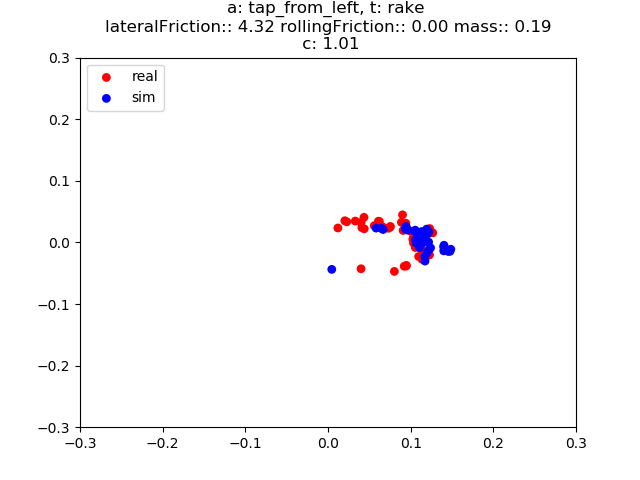 a: tap_from_left, t: rake
lateralFriction:: 4.32 rollingFriction:: 0.00 mass:: 0.19
c: 1.01
real
sim
0.3
0.2
0.1
0.0
−0.1
−0.2
−0.3
−0.3 −0.2 −0.1 0.0 0.1 0.2 0.3